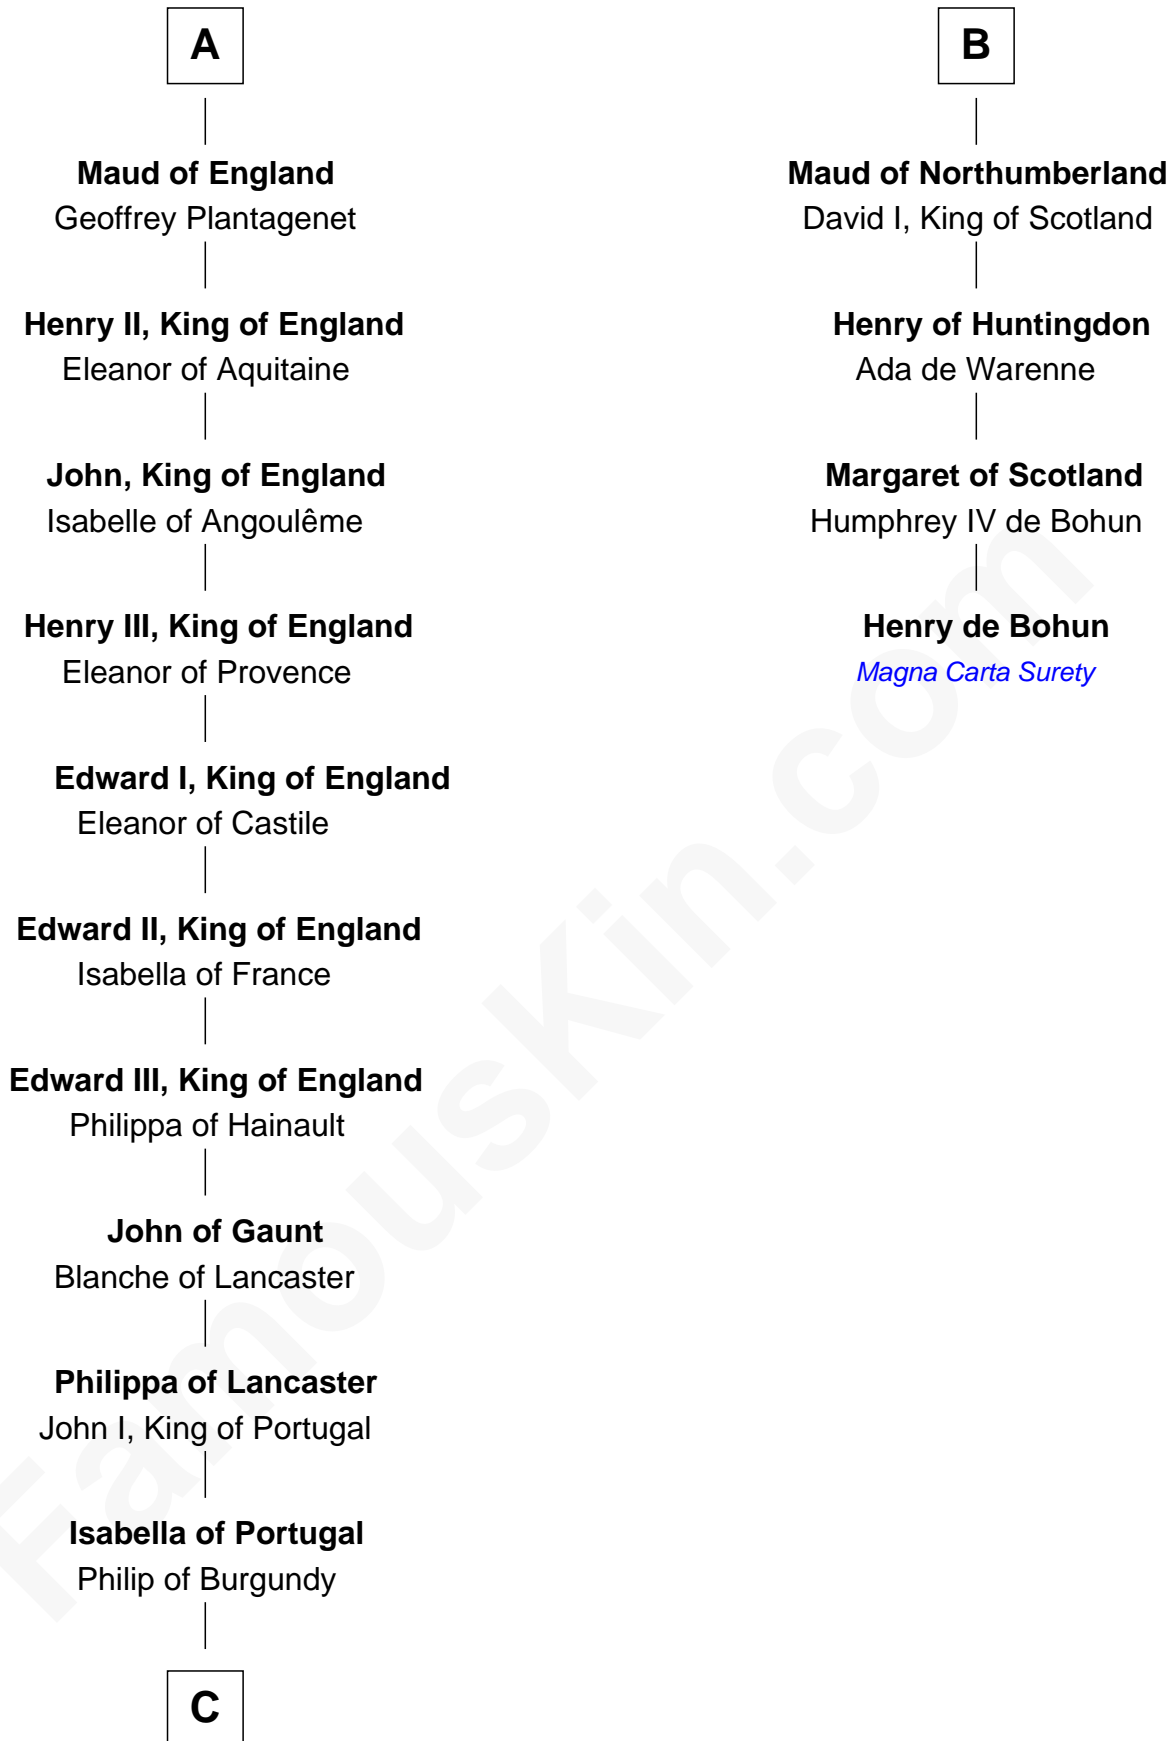 A
Maud of England
Geoffrey Plantagenet
Henry II, King of England
Eleanor of Aquitaine
John, King of England
Isabelle of Angoulême
Henry III, King of England
Eleanor of Provence
Edward I, King of England
Eleanor of Castile
Edward II, King of England
Isabella of France
Edward III, King of England
Philippa of Hainault
John of Gaunt
Blanche of Lancaster
Philippa of Lancaster
John I, King of Portugal
Isabella of Portugal
Philip of Burgundy
C
B
Maud of Northumberland
David I, King of Scotland
Henry of Huntingdon
Ada de Warenne
Margaret of Scotland
Humphrey IV de Bohun
Henry de Bohun
Magna Carta Surety
FamousKin.com